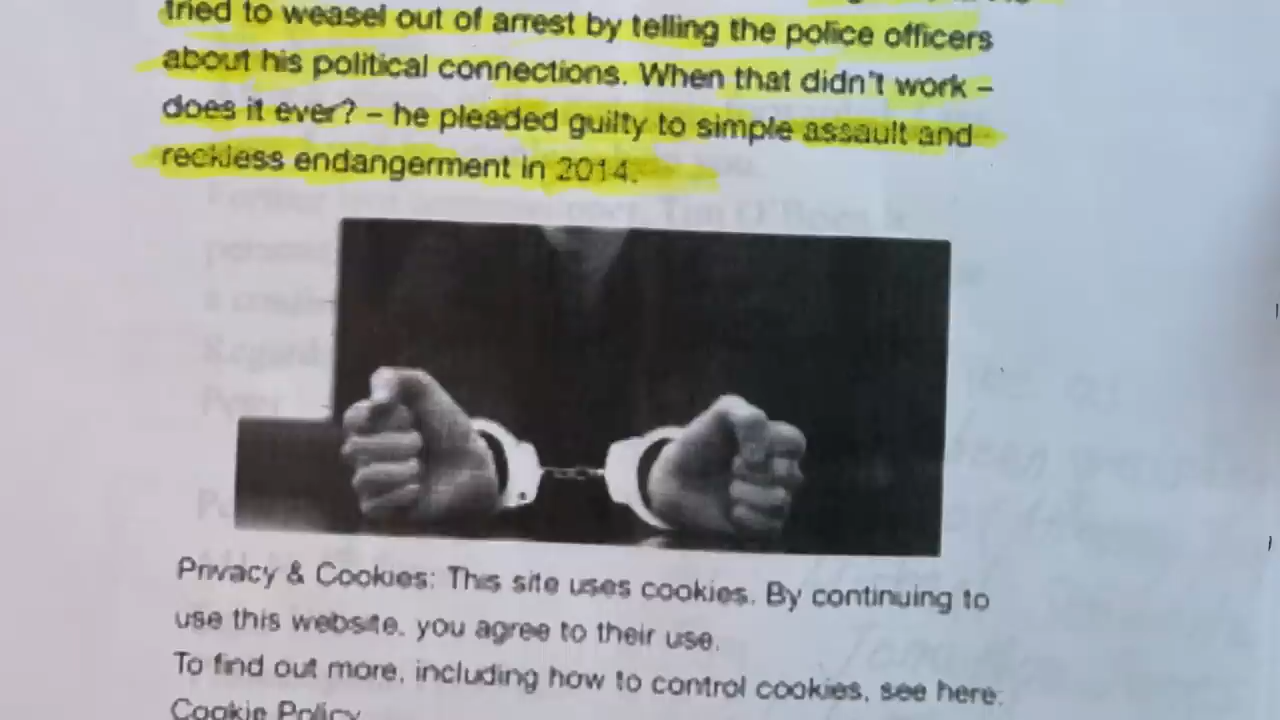 tried to weasel out of arrest by telling the police officers
about his political connections. When that didn't work –
does it ever? – he pleaded guilty to simple assault and
reckless endangerment in 2014.
Privacy & Cookies: This site uses cookies. By continuing to
use this website, you agree to their use.
To find out more, including how to control cookies, see here:
Cookie Policy